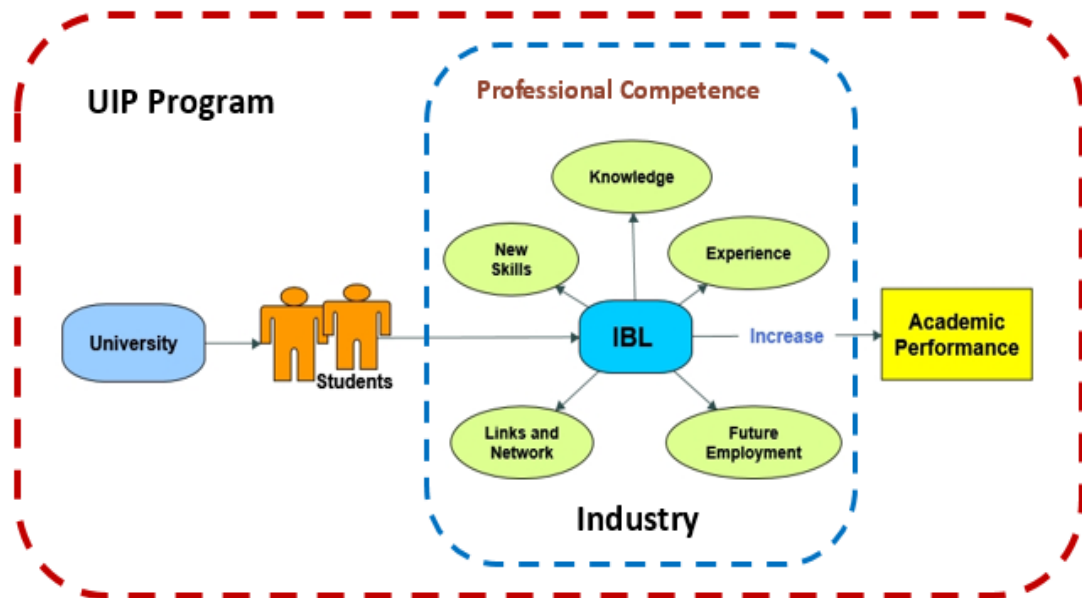 UIP Program
Professional Competence
Knowledge
New
Skills
Experience
University
Students
IBL
Increase
Academic
Performance
Links and
Network
Future
Employment
Industry